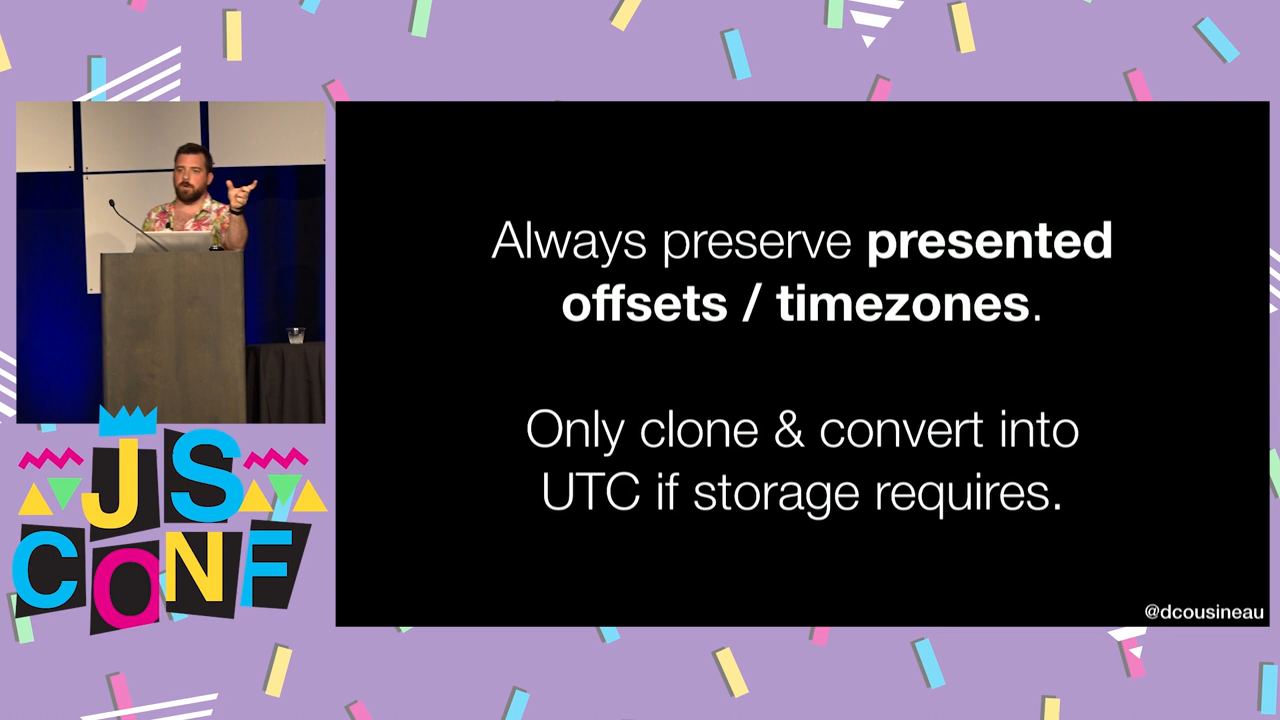 Always preserve presented
offsets / timezones.
Only clone & convert into
UTC if storage requires.
@dcousineau
JS
CONF